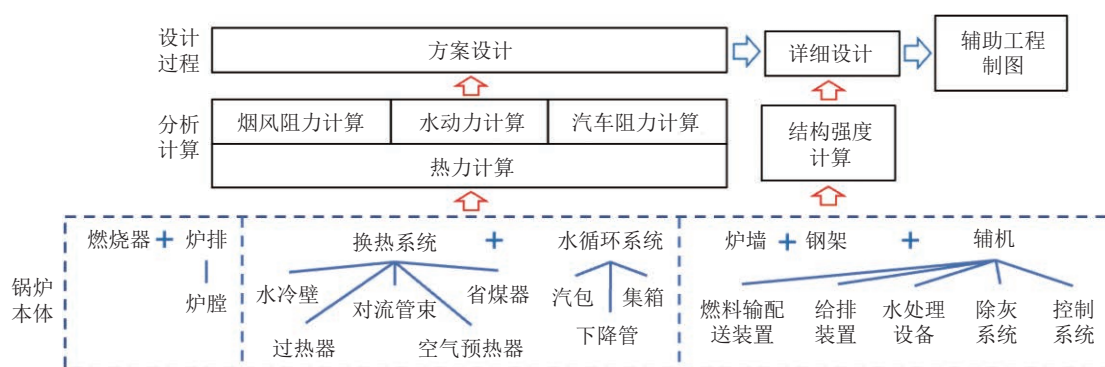 设计
过程
方案设计
详细设计
辅助工程
制图
分析
计算
烟风阻力计算
水动力计算
汽车阻力计算
热力计算
结构强度
计算
锅炉
本体
燃烧器 + 炉排
炉膛
换热系统 + 水循环系统
水冷壁
对流管束
省煤器
过热器
空气预热器
汽包
集箱
下降管
炉墙 + 钢架 + 辅机
燃料输配
送装置
给排
装置
水处理
设备
除灰
系统
控制
系统